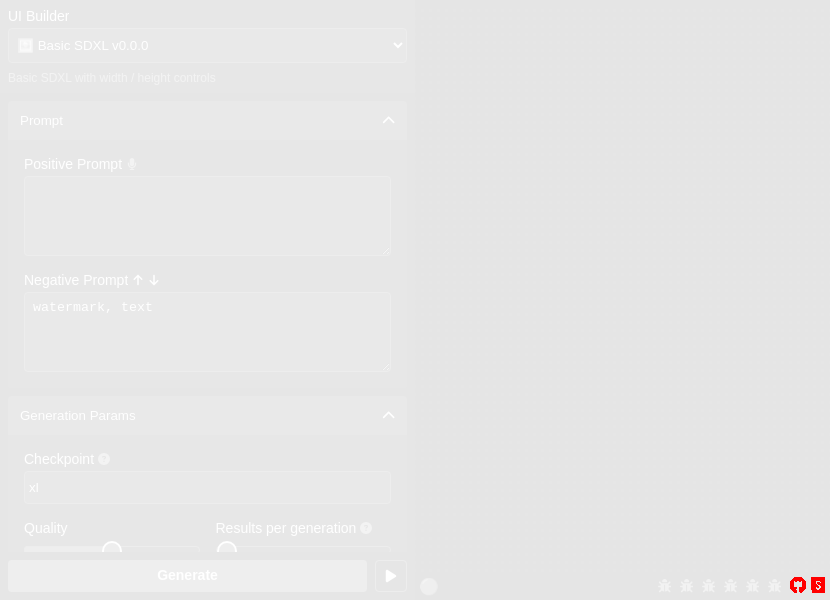 UI Builder
Basic SDXL v0.0.0
Basic SDXL with width / height controls
Prompt
Positive Prompt
Negative Prompt
watermark, text
Generation Params
Checkpoint
xl
Quality
Results per generation
Generate
S